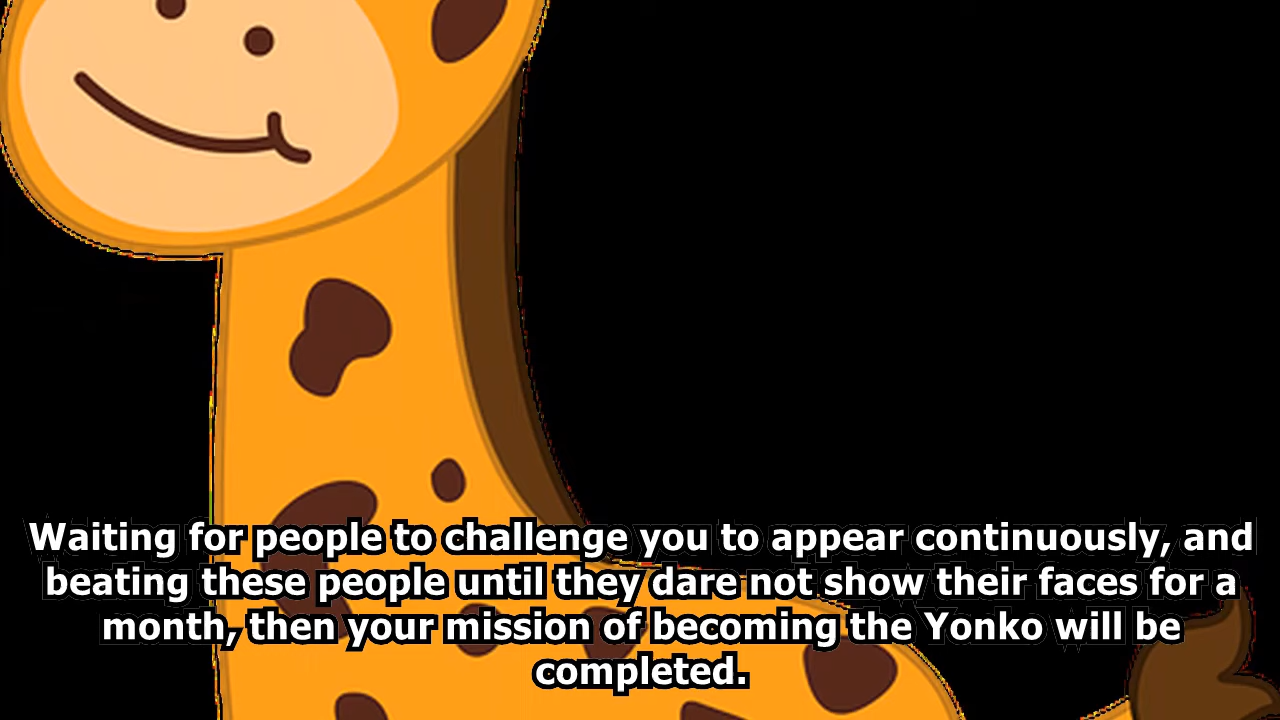 Waiting for people to challenge you to appear continuously, and
beating these people until they dare not show their faces for a
month, then your mission of becoming the Yonko will be
completed.